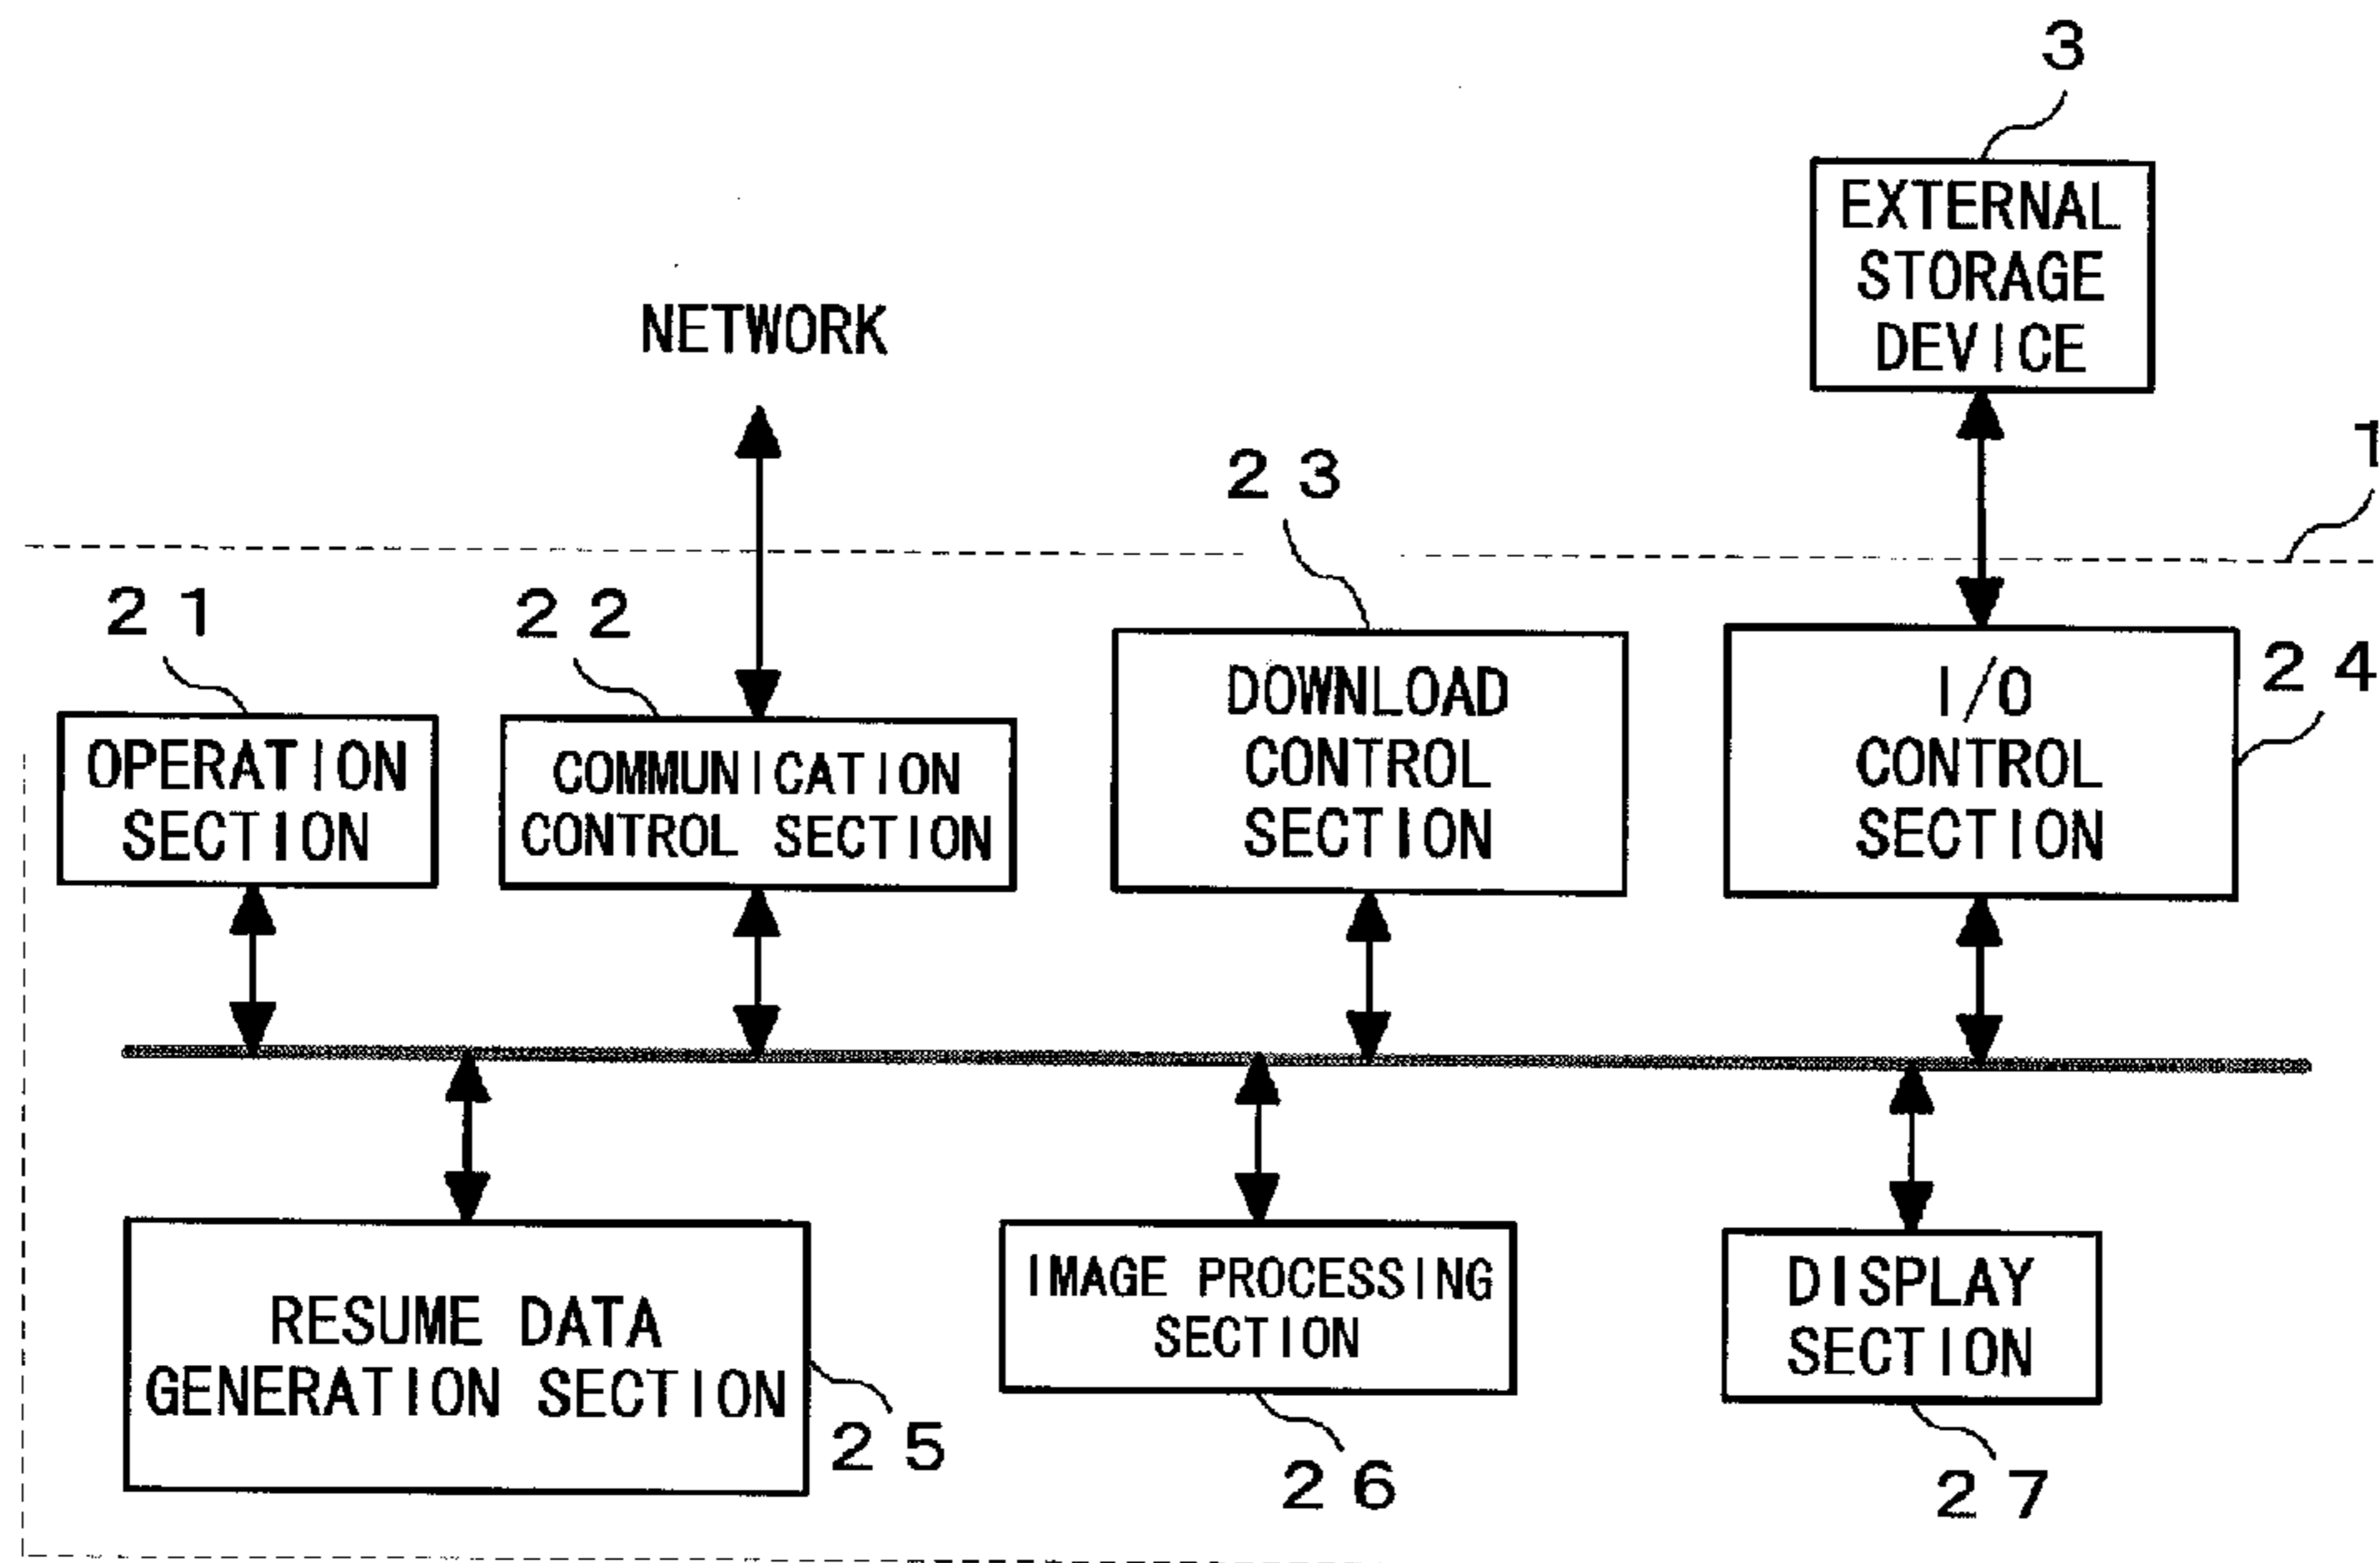 3
EXTERNAL
STORAGE
DEVICE
NETWORK
1
23
21
22
24
OPERATION
SECTION
COMMUNICATION
CONTROL SECTION
DOWNLOAD
CONTROL
SECTION
I/O
CONTROL
SECTION
RESUME DATA
GENERATION SECTION
25
IMAGE PROCESSING
SECTION
26
DISPLAY
SECTION
27